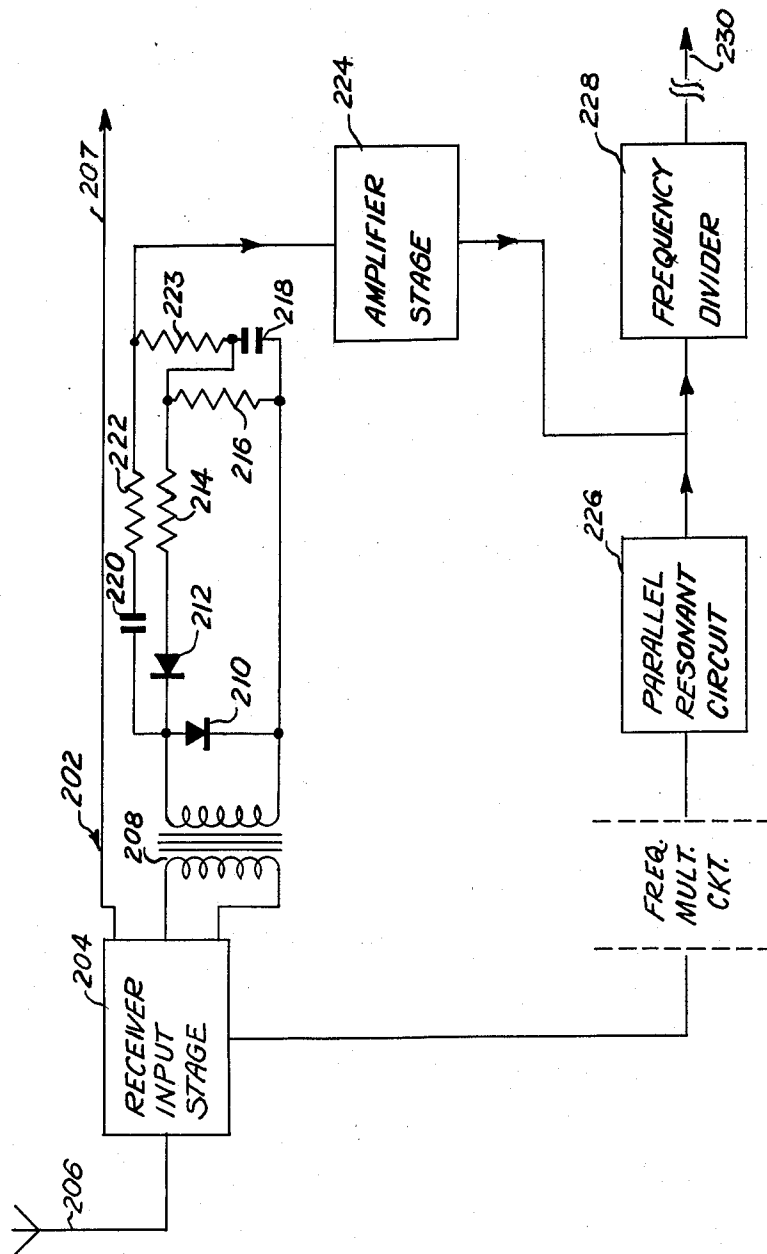 202
207
204
RECEIVER
INPUT
STAGE
206
208
210
212
214
216
218
220
222
223
224
AMPLIFIER
STAGE
FREQ.
MULT.
CKT.
226
PARALLEL
RESONANT
CIRCUIT
228
FREQUENCY
DIVIDER
230